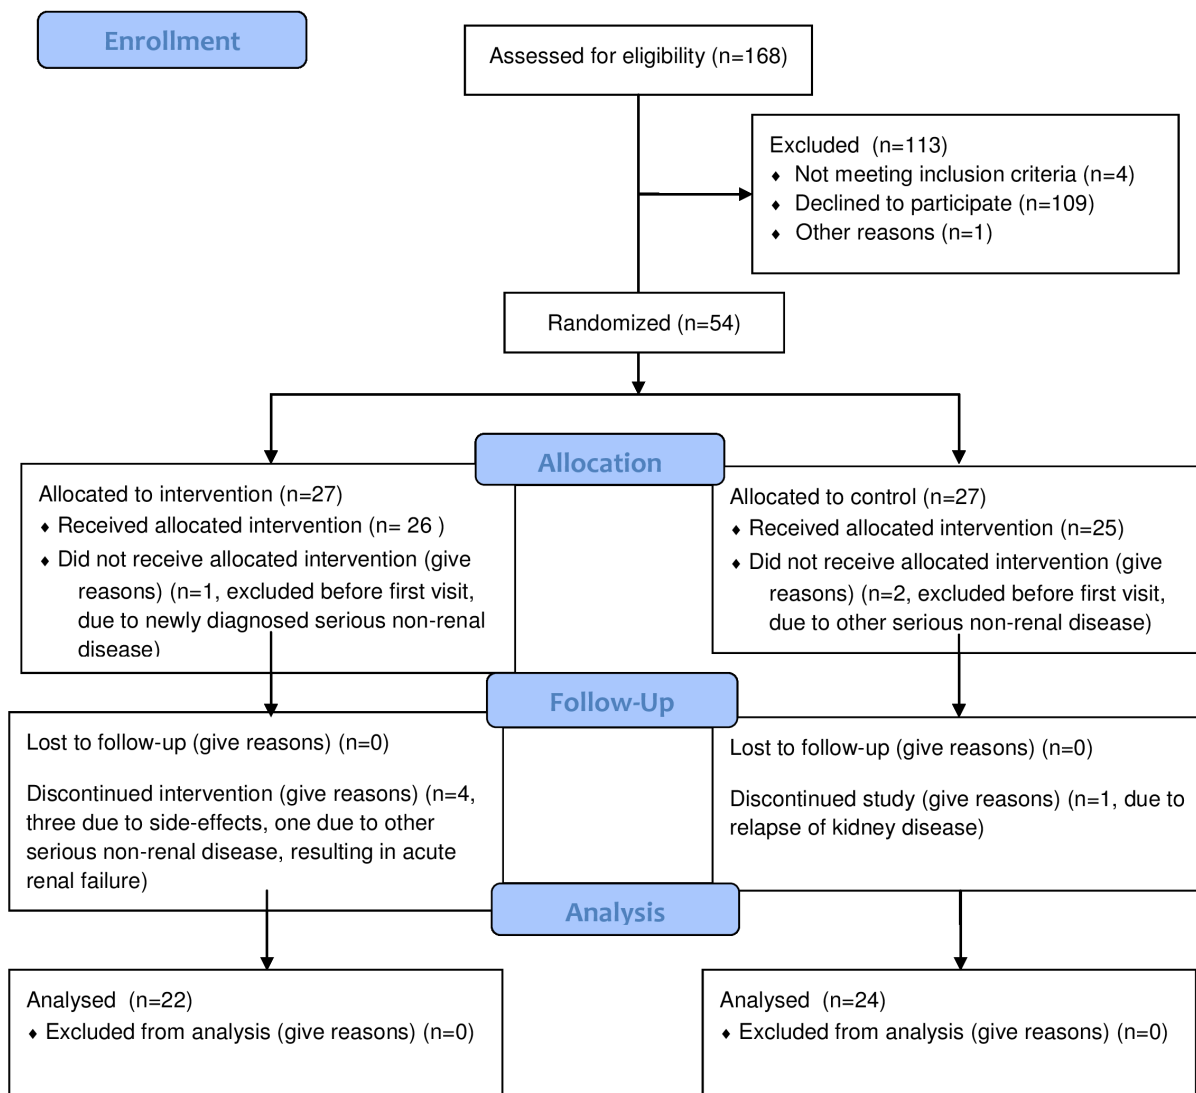 Enrollment
Assessed for eligibility (n=168)
Excluded (n=113)
♦ Not meeting inclusion criteria (n=4)
♦ Declined to participate (n=109)
♦ Other reasons (n=1)
Randomized (n=54)
Allocation
Allocated to intervention (n=27)
♦ Received allocated intervention (n= 26 )
♦ Did not receive allocated intervention (give
reasons) (n=1, excluded before first visit,
due to newly diagnosed serious non-renal
disease)
Allocated to control (n=27)
♦ Received allocated intervention (n=25)
♦ Did not receive allocated intervention (give
reasons) (n=2, excluded before first visit,
due to other serious non-renal disease)
Follow-Up
Lost to follow-up (give reasons) (n=0)
Discontinued intervention (give reasons) (n=4,
three due to side-effects, one due to other
serious non-renal disease, resulting in acute
renal failure)
Lost to follow-up (give reasons) (n=0)
Discontinued study (give reasons) (n=1, due to
relapse of kidney disease)
Analysis
Analysed (n=22)
♦ Excluded from analysis (give reasons) (n=0)
Analysed (n=24)
♦ Excluded from analysis (give reasons) (n=0)